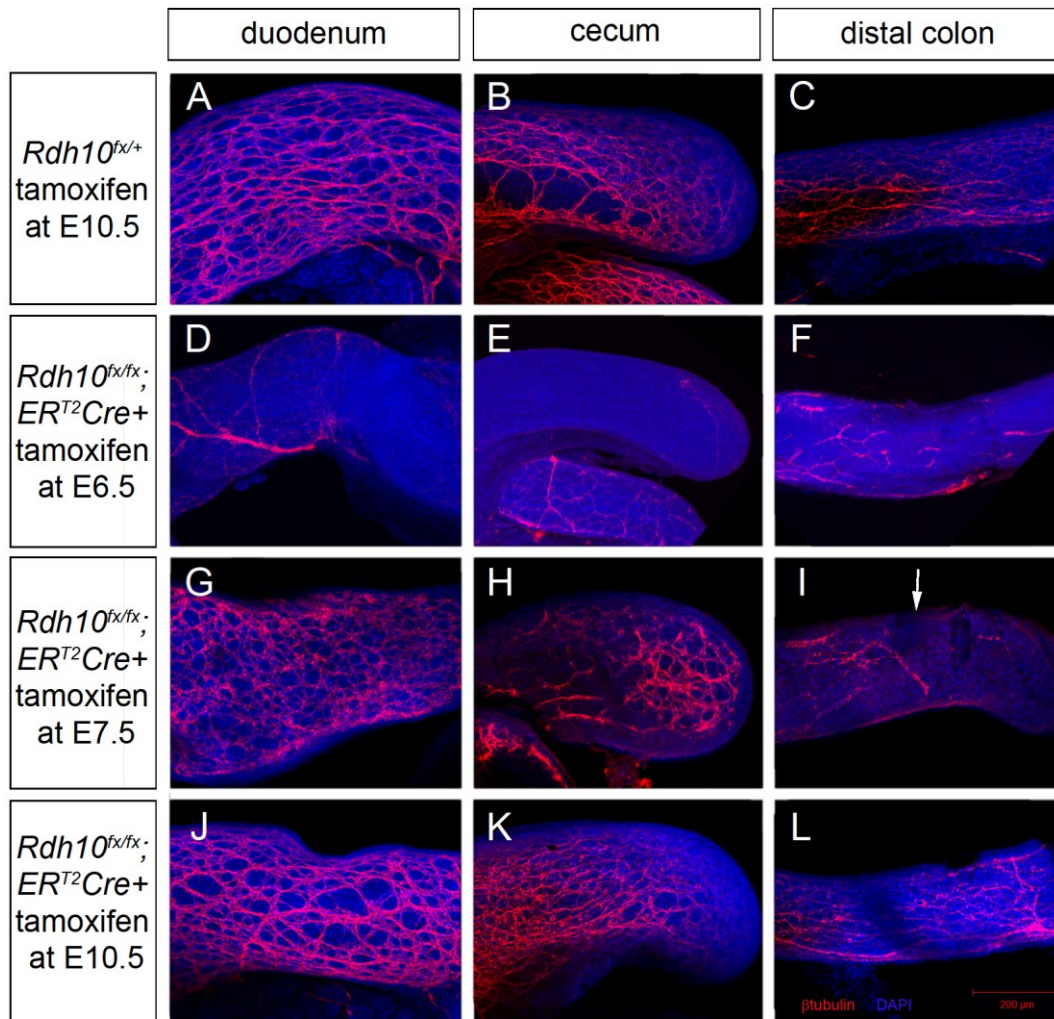 duodenum
cecum
distal colon
Rdh10fx/+
tamoxifen
at E10.5
A
B
C
Rdh10fx/fx;
ERT2Cre+
tamoxifen
at E6.5
D
E
F
Rdh10fx/fx;
ERT2Cre+
tamoxifen
at E7.5
G
H
I
Rdh10fx/fx;
ERT2Cre+
tamoxifen
at E10.5
J
K
L
βtubulin DAPI
200 µm